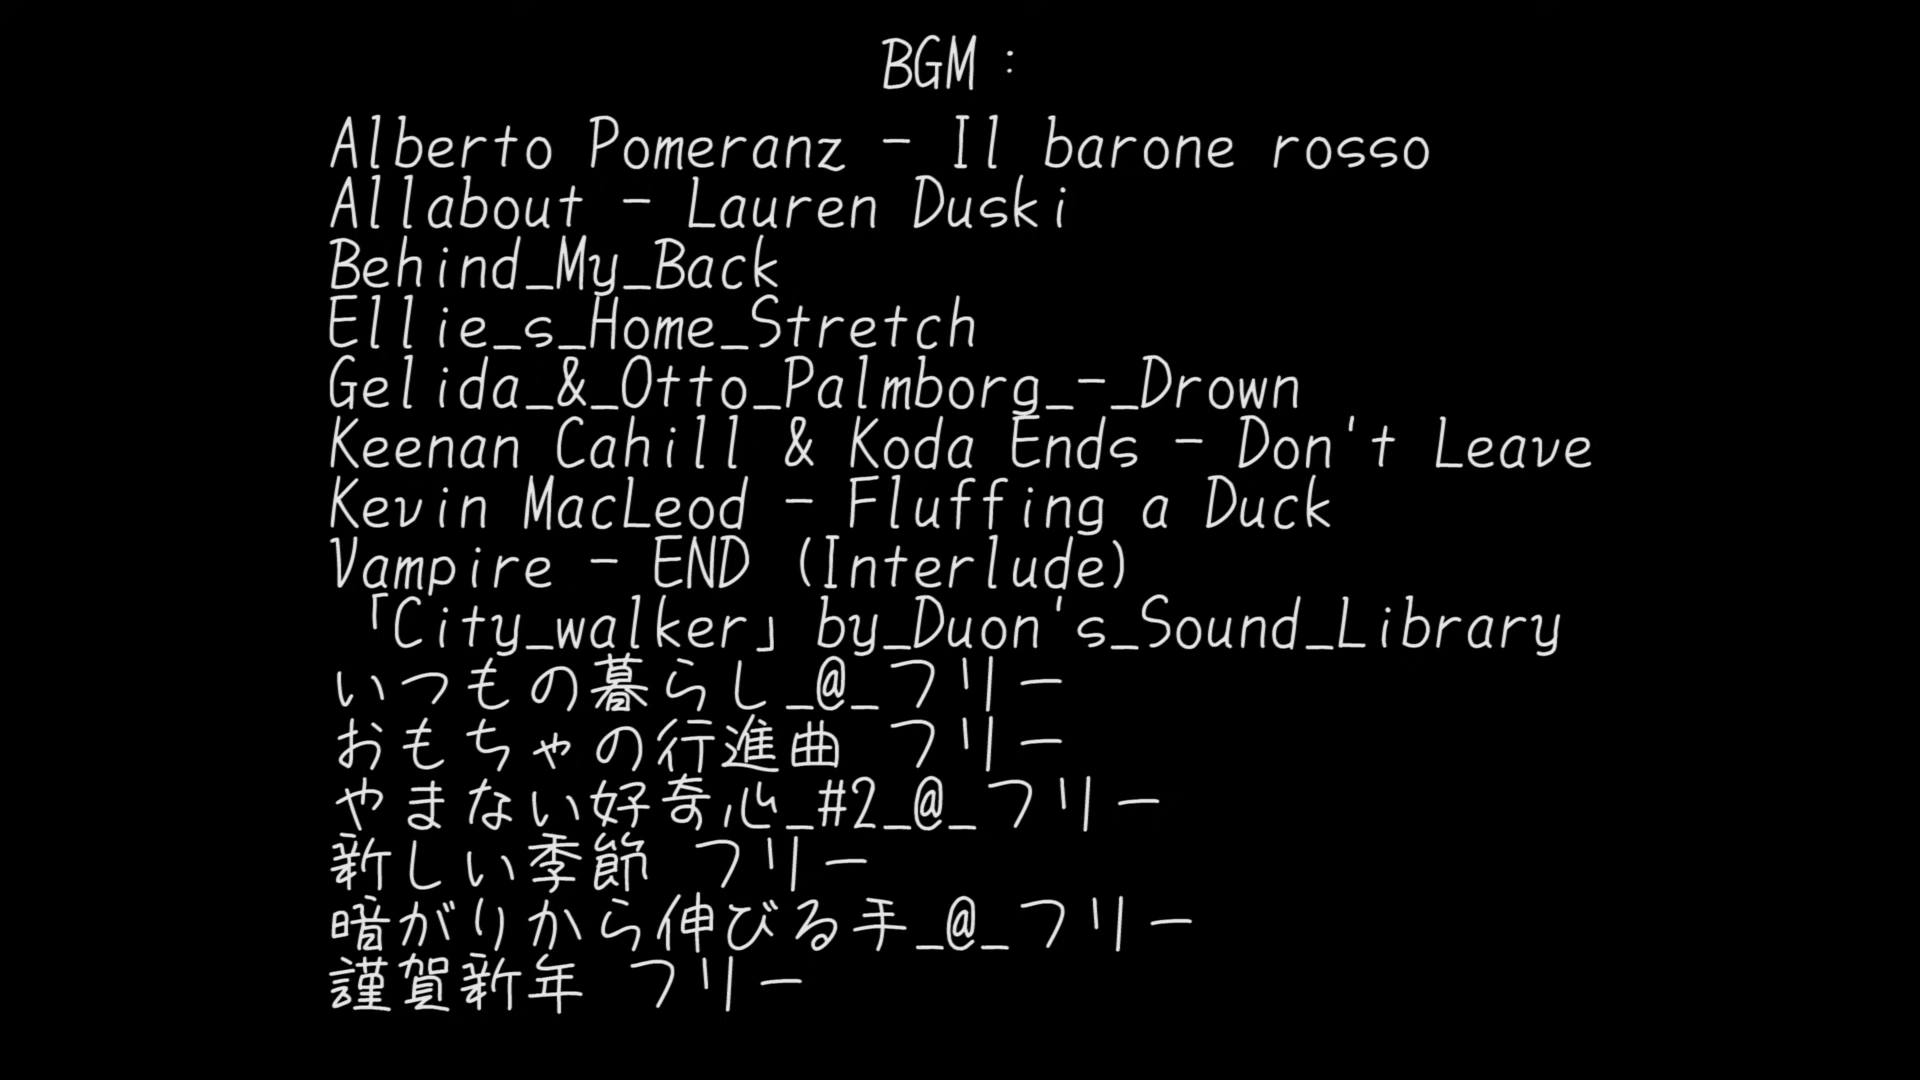 BGM：
Alberto Pomeranz - Il barone rosso
Allabout - Lauren Duski
Behind_My_Back
Ellie_s_Home_Stretch
Gelida_&_Otto_Palmborg_-_Drown
Keenan Cahill & Koda Ends - Don't Leave
Kevin MacLeod - Fluffing a Duck
Vampire - END (Interlude)
「City_walker」by_Duon's_Sound_Library
いつもの暮らし_@_フリー
おもちゃの行進曲 フリー
やまない好奇心_#2_@_フリー
新しい季節 フリー
暗がりから伸びる手_@_フリー
謹賀新年 フリー